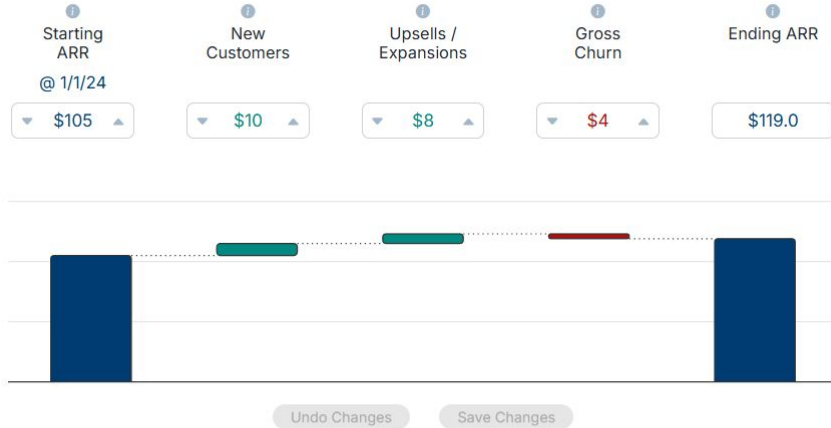 Starting
ARR
@ 1/1/24
$105
New
Customers
$10
Upsells /
Expansions
$8
Gross
Churn
$4
Ending ARR
$119.0
Undo Changes
Save Changes